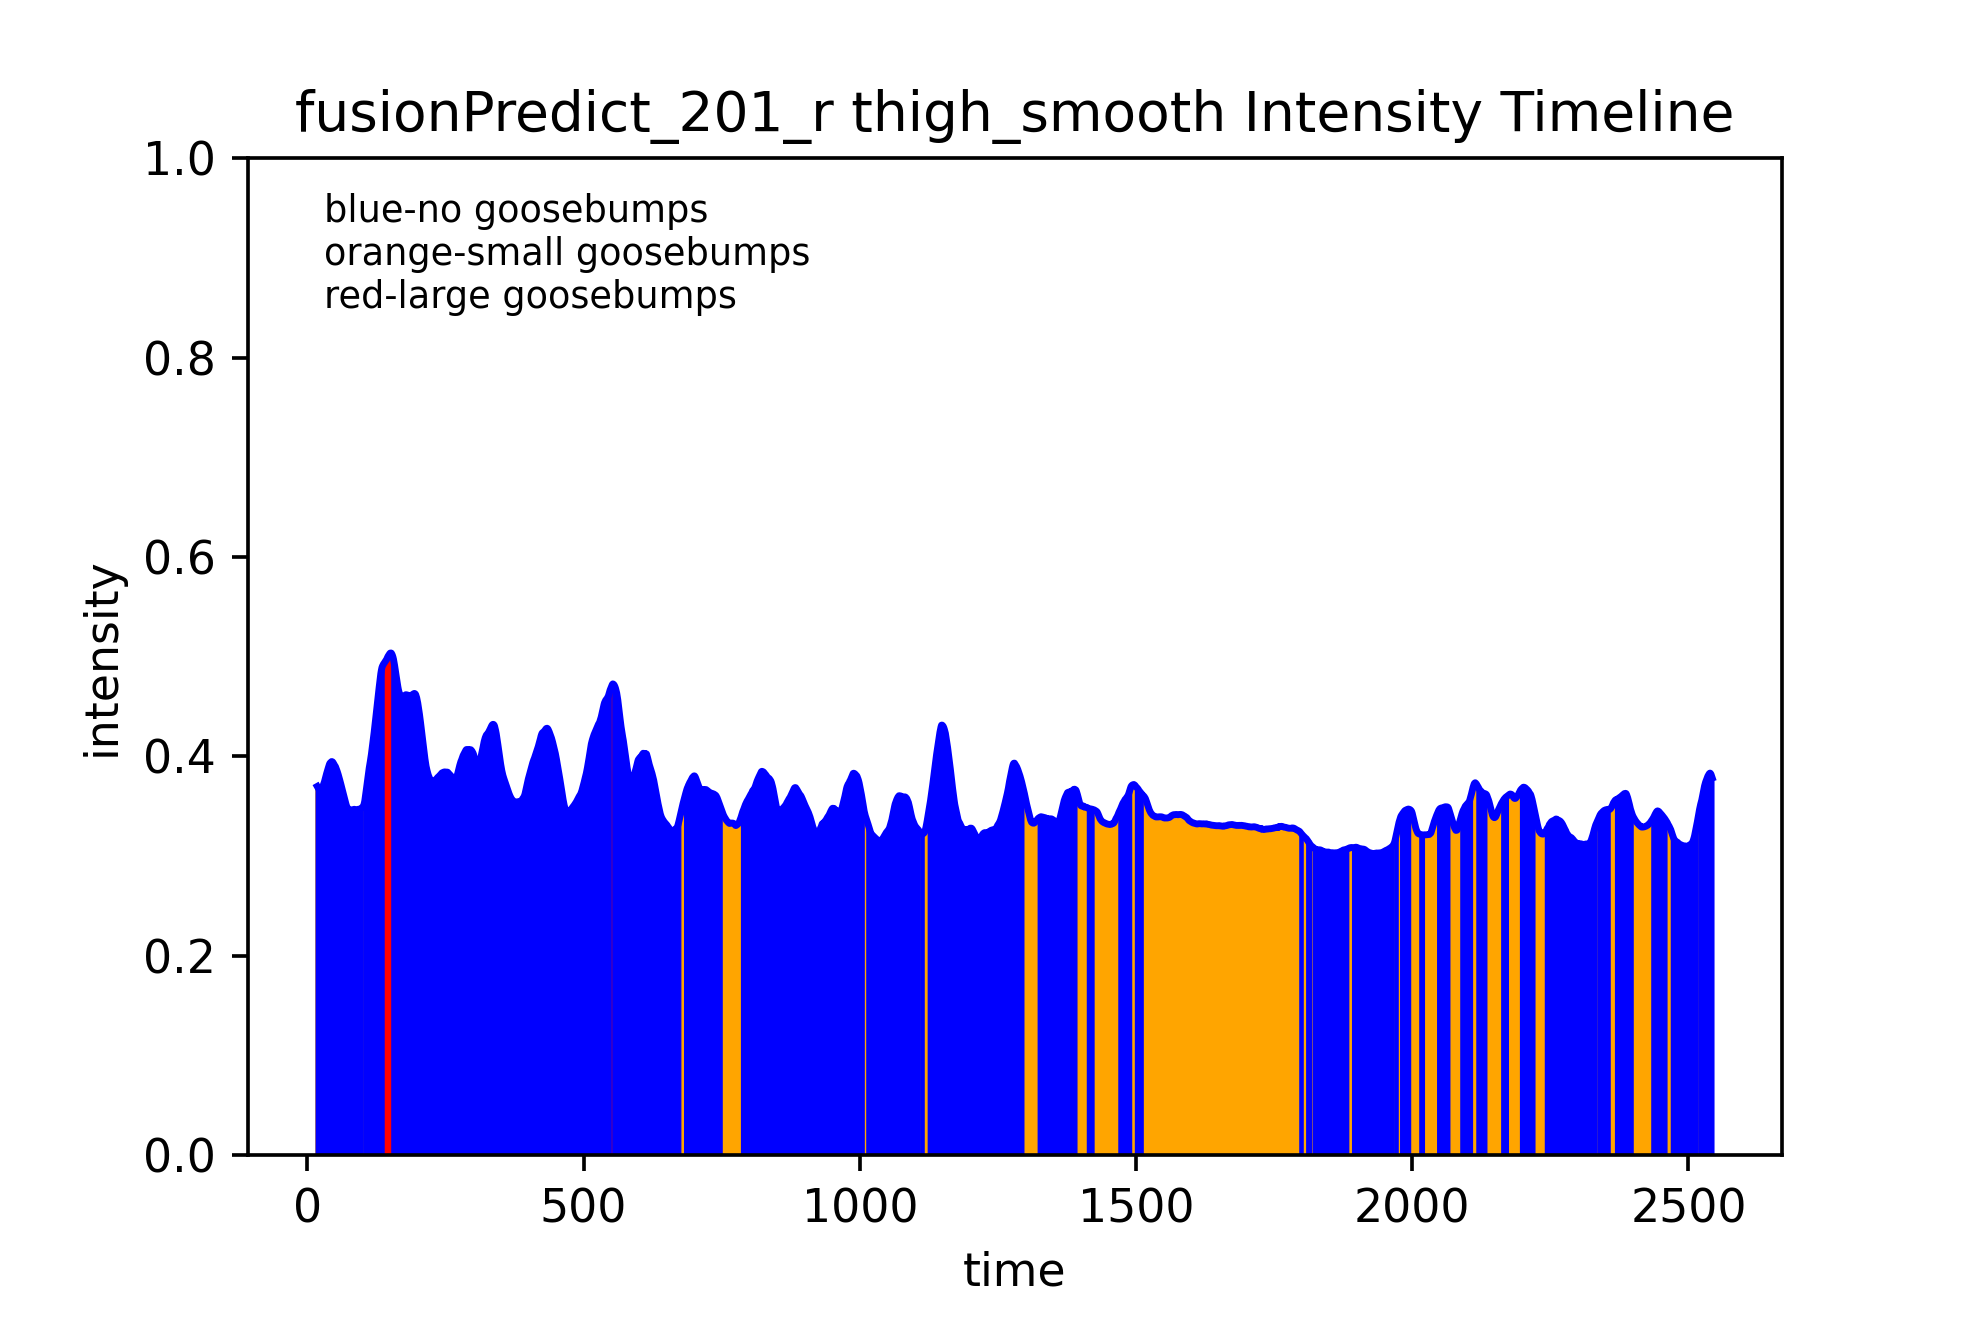 fusionPredict_201_r thigh_smooth Intensity Timeline
1.0
blue-no goosebumps
orange-small goosebumps
red-large goosebumps
0.8
0.6
intensity
0.4
0.2
0.0
0 500 1000 1500 2000 2500
time